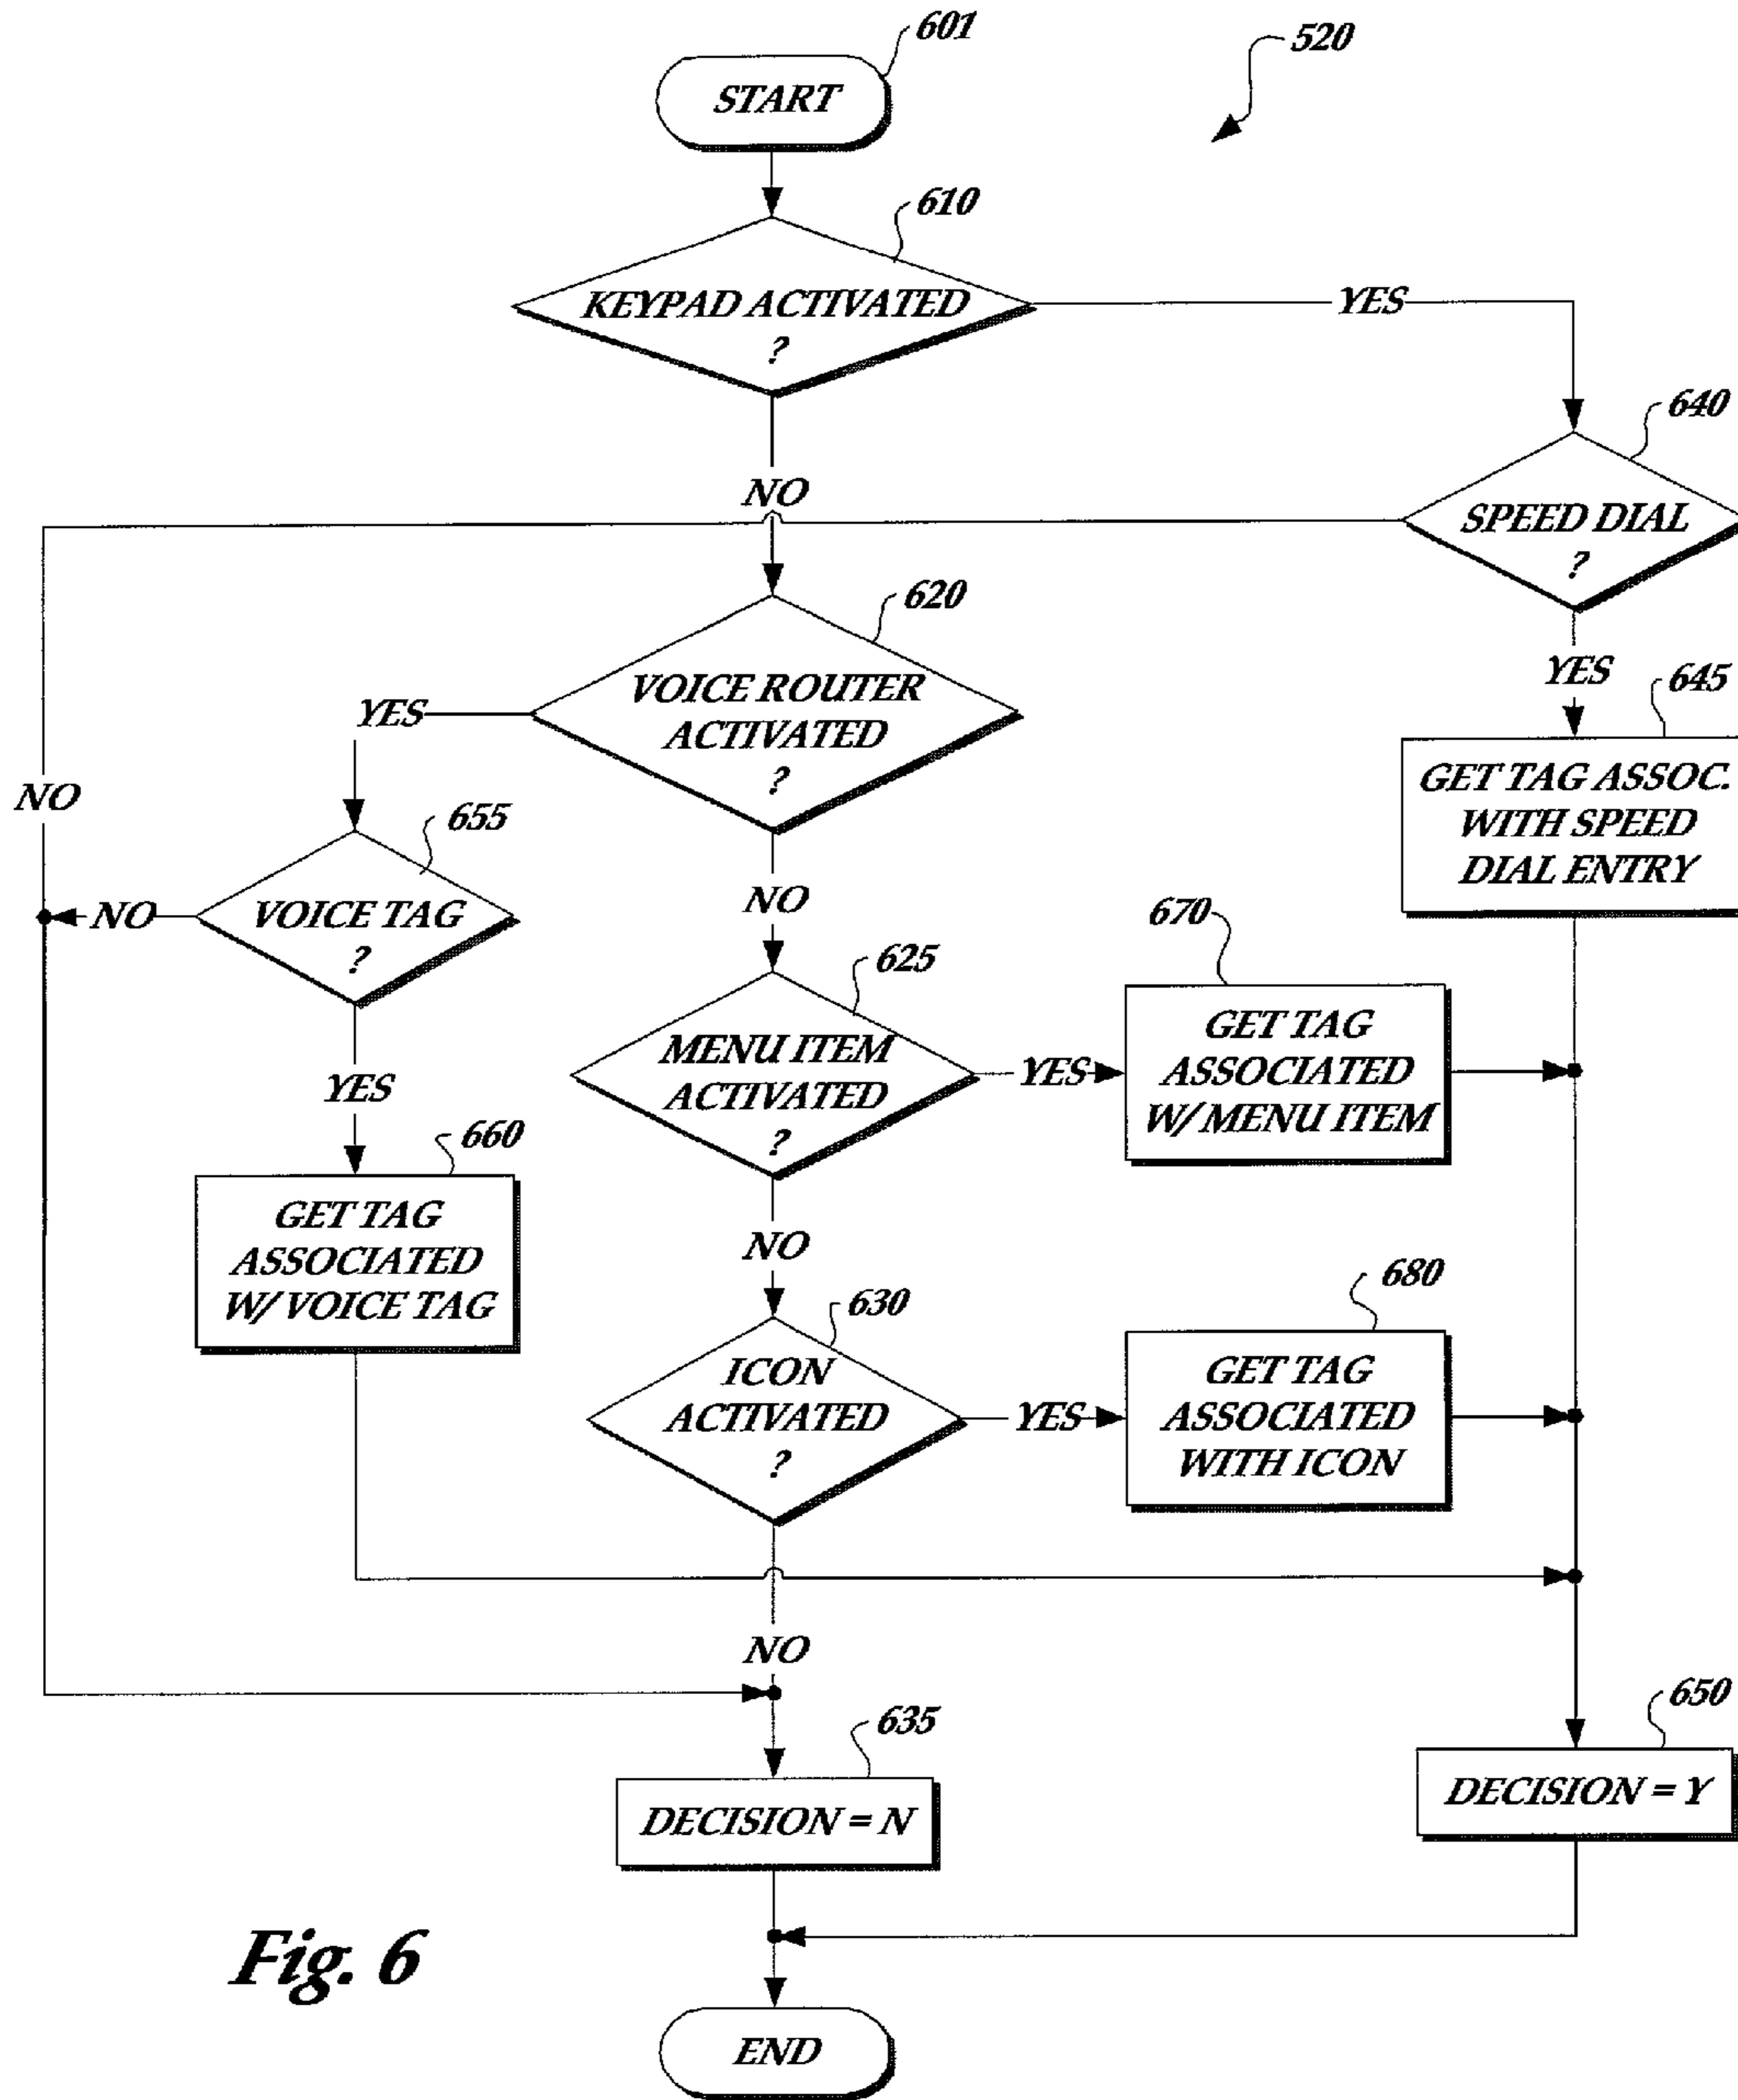 601
520
START
610
KEYPAD ACTIVATED
?
YES
640
NO
SPEED DIAL
?
620
YES
645
VOICE ROUTER
ACTIVATED
?
YES
GET TAG ASSOC.
WITH SPEED
DIAL ENTRY
NO
655
VOICE TAG
?
NO
NO
670
625
GET TAG
ASSOCIATED
W/ MENU ITEM
MENU ITEM
ACTIVATED
?
YES
YES
660
GET TAG
ASSOCIATED
W/ VOICE TAG
NO
680
630
ICON
ACTIVATED
?
YES
GET TAG
ASSOCIATED
WITH ICON
NO
635
650
DECISION = N
DECISION = Y
Fig. 6
END